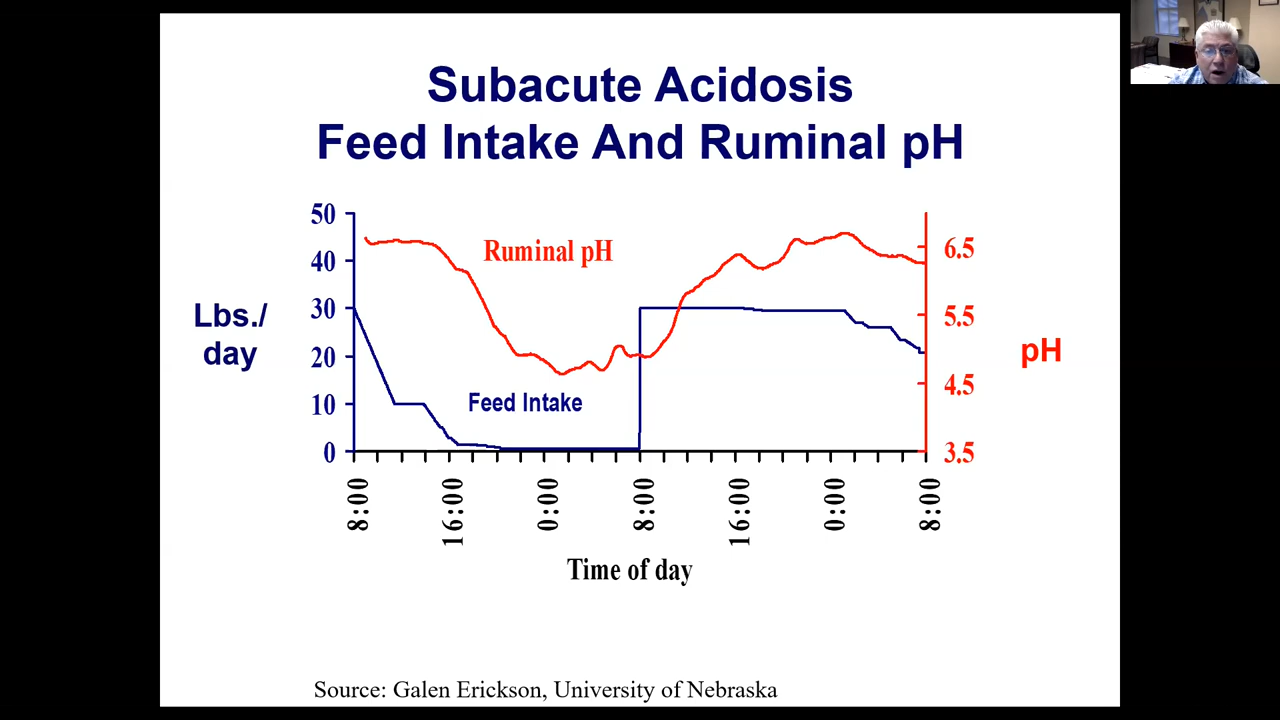 Subacute Acidosis
Feed Intake And Ruminal pH
50
40
30
20
10
0
Lbs./
day
Ruminal pH
Feed Intake
6.5
5.5
4.5
3.5
pH
8:00
16:00
0:00
8:00
16:00
0:00
8:00
Time of day
Source: Galen Erickson, University of Nebraska